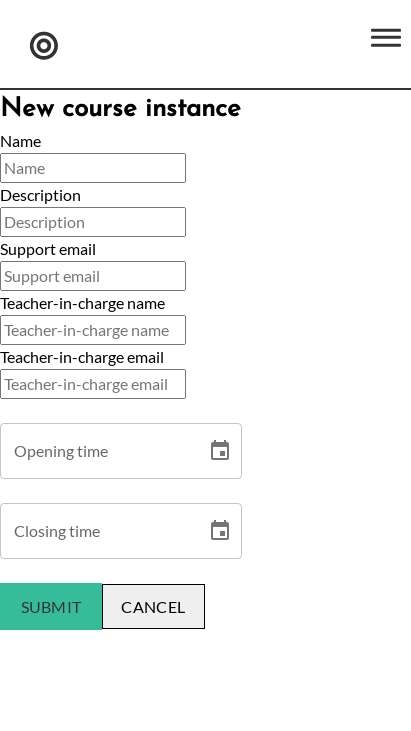 New course instance
Name
Name
Description
Description
Support email
Support email
Teacher-in-charge name
Teacher-in-charge name
Teacher-in-charge email
Teacher-in-charge email
Opening time
Closing time
SUBMIT CANCEL